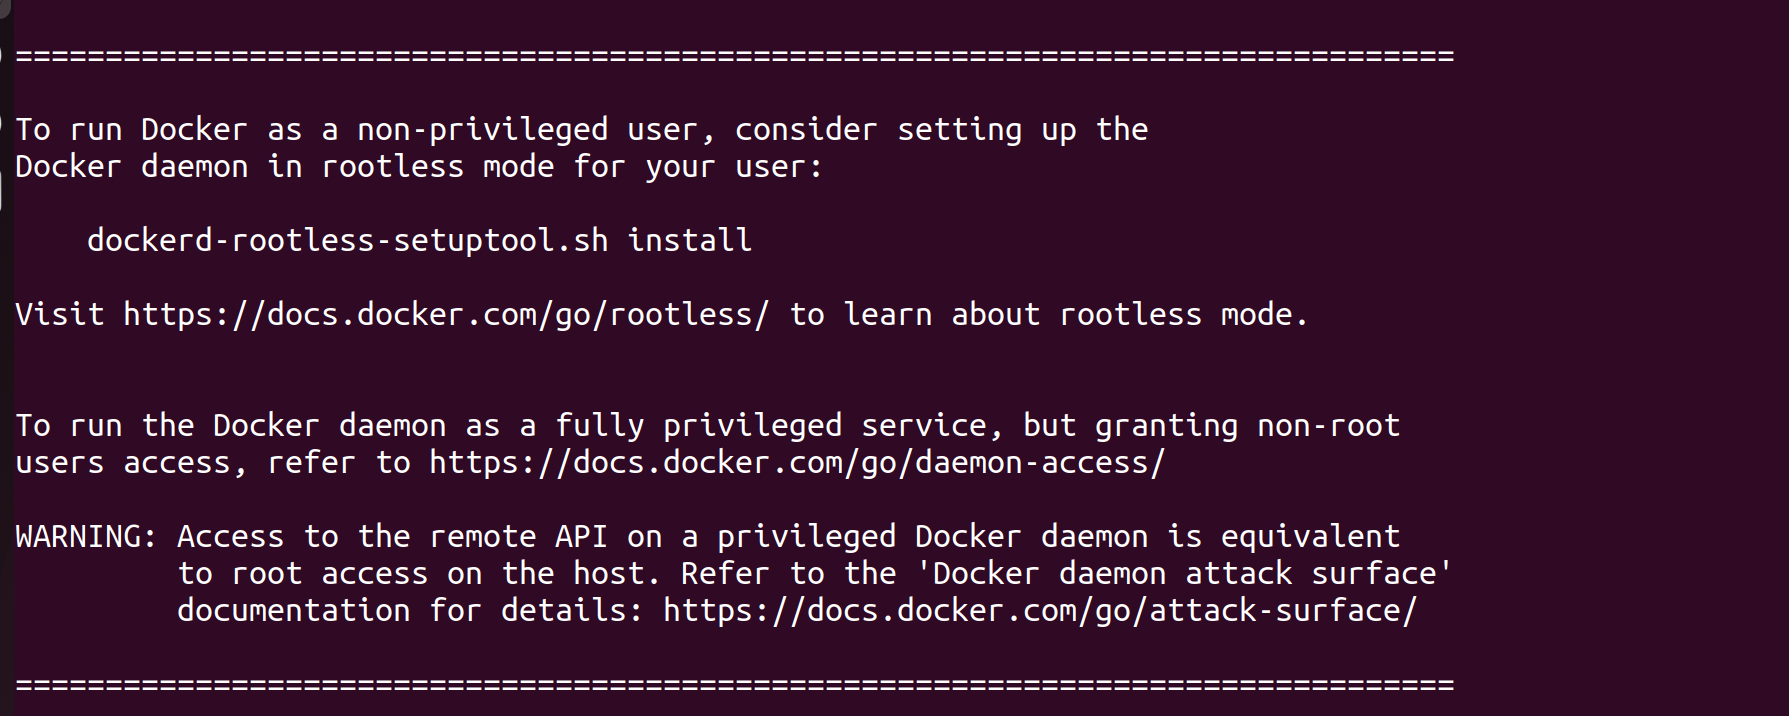 ================================================================================
To run Docker as a non-privileged user, consider setting up the
Docker daemon in rootless mode for your user:
dockerd-rootless-setuptool.sh install
Visit https://docs.docker.com/go/rootless/ to learn about rootless mode.
To run the Docker daemon as a fully privileged service, but granting non-root
users access, refer to https://docs.docker.com/go/daemon-access/
WARNING: Access to the remote API on a privileged Docker daemon is equivalent
to root access on the host. Refer to the 'Docker daemon attack surface'
documentation for details: https://docs.docker.com/go/attack-surface/
================================================================================